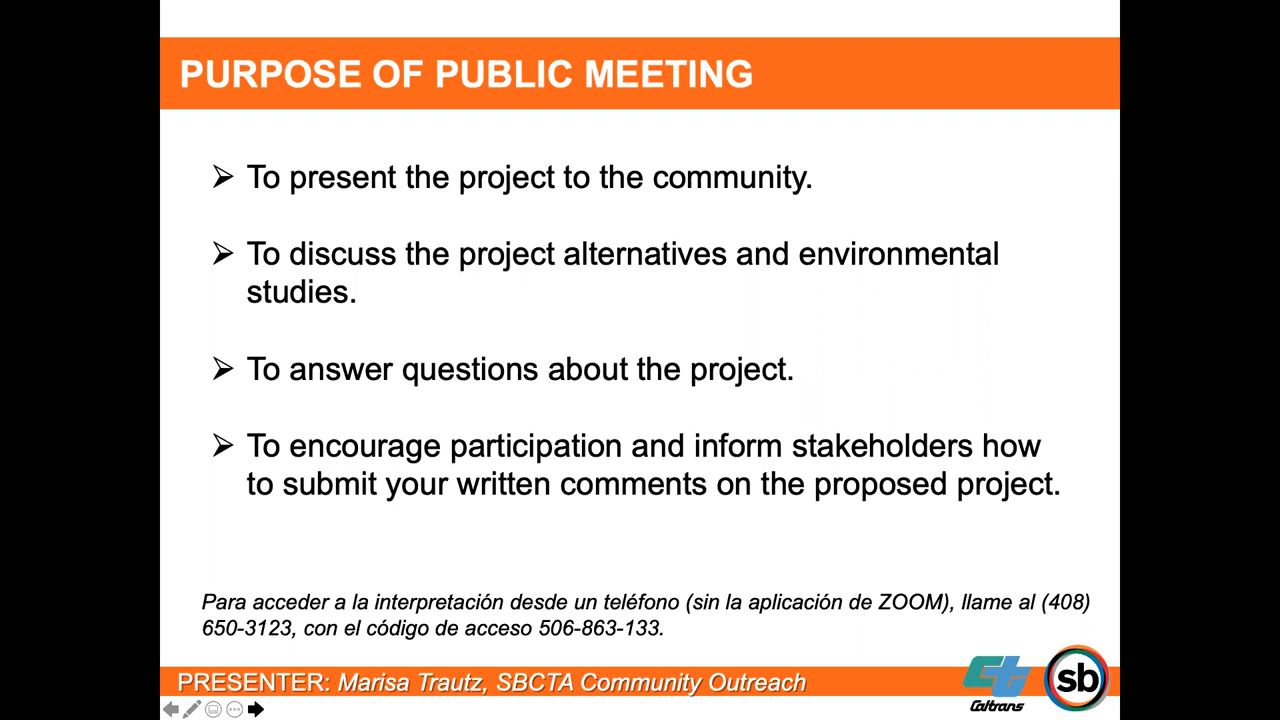 PURPOSE OF PUBLIC MEETING
➢ To present the project to the community.
➢ To discuss the project alternatives and environmental
studies.
➢ To answer questions about the project.
➢ To encourage participation and inform stakeholders how
to submit your written comments on the proposed project.
Para acceder a la interpretación desde un teléfono (sin la aplicación de ZOOM), llame al (408)
650-3123, con el código de acceso 506-863-133.
PRESENTER: Marisa Trautz, SBCTA Community Outreach
CT
Caltrans
sb